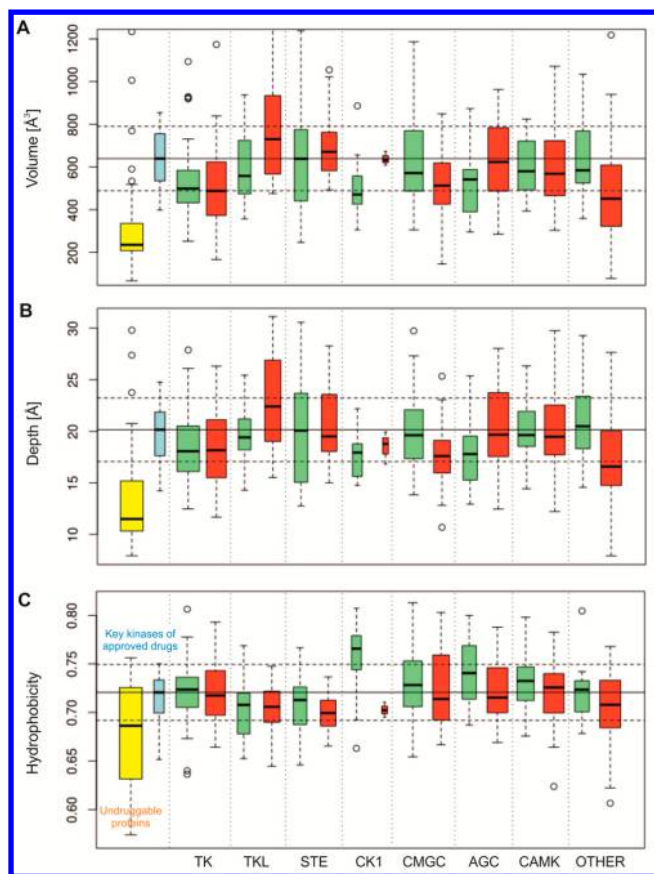 A
Volume [Å³]
1200
1000
800
600
400
200
B
Depth [Å]
30
25
20
15
10
C
Hydrophobicity
0.80
0.75
0.70
0.65
0.60
Key kinases of
approved drugs
Undruggable
proteins
TK TKL STE CK1 CMGC AGC CAMK OTHER